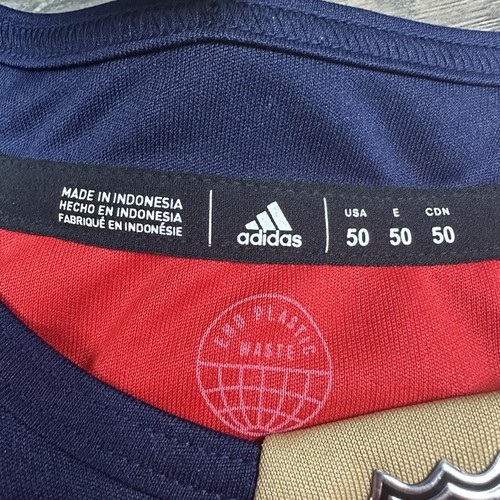 MADE IN INDONESIA
HECHO EN INDONESIA
FABRIQUÉ EN INDONÉSIE
adidas
USA E CDN
50 50 50
END PLASTIC
WASTE